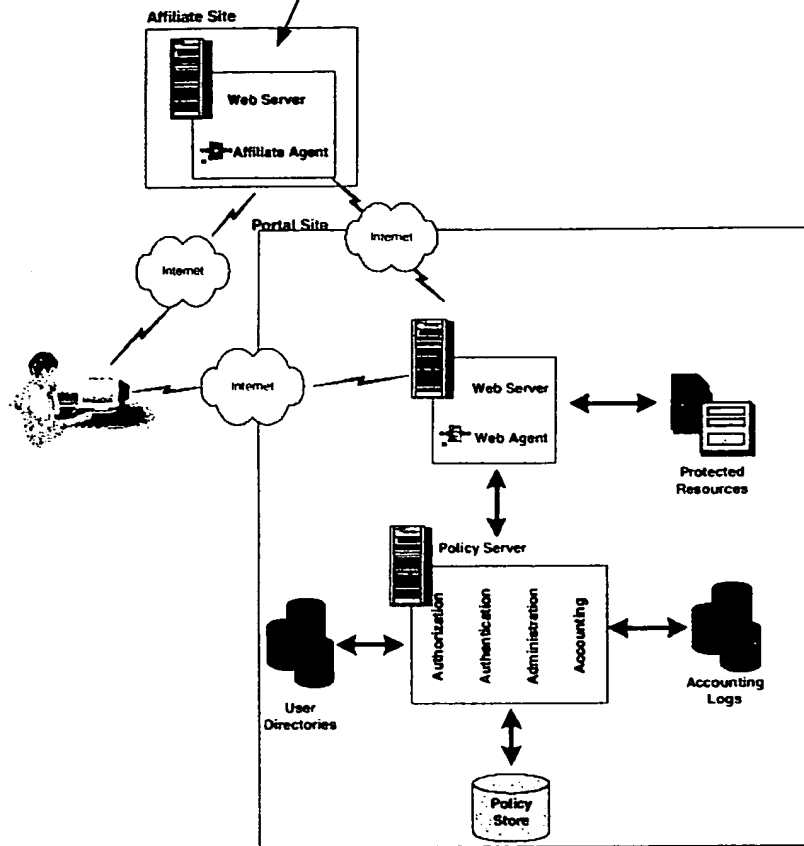 Affiliate Site
Web Server
Affiliate Agent
Portal Site
Internet
Internet
Internet
Web Server
Web Agent
Protected
Resources
Policy Server
Authorization
Authentication
Administration
Accounting
User
Directories
Accounting
Logs
Policy
Store